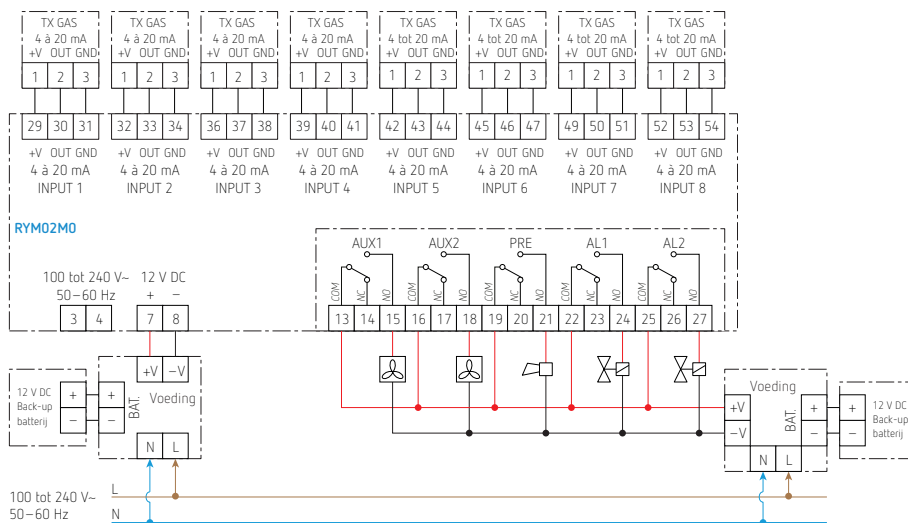 TX GAS TX GAS TX GAS TX GAS TX GAS TX GAS TX GAS TX GAS
4 à 20 mA 4 à 20 mA 4 à 20 mA 4 à 20 mA 4 tot 20 mA 4 tot 20 mA 4 tot 20 mA 4 tot 20 mA
+V OUT GND +V OUT GND +V OUT GND +V OUT GND +V OUT GND +V OUT GND +V OUT GND +V OUT GND
1 2 3 1 2 3 1 2 3 1 2 3 1 2 3 1 2 3 1 2 3 1 2 3
29 30 31 32 33 34 36 37 38 39 40 41 42 43 44 45 46 47 49 50 51 52 53 54
+V OUT GND +V OUT GND +V OUT GND +V OUT GND +V OUT GND +V OUT GND +V OUT GND +V OUT GND
4 à 20 mA 4 à 20 mA 4 à 20 mA 4 à 20 mA 4 à 20 mA 4 à 20 mA 4 à 20 mA 4 à 20 mA
INPUT 1 INPUT 2 INPUT 3 INPUT 4 INPUT 5 INPUT 6 INPUT 7 INPUT 8
RYM02M0
AUX1 AUX2 PRE AL1 AL2
COM NC NO COM NC NO COM NC NO COM NC NO COM NC NO
100 tot 240 V~ 12 V DC
50–60 Hz + –
3 4 7 8 13 14 15 16 17 18 19 20 21 22 23 24 25 26 27
+V –V
12 V DC
Back-up
batterij
+ +
– –
BAT.
Voeding
N L
Voeding
+V
–V
BAT.
+ +
– –
12 V DC
Back-up
batterij
N L
100 tot 240 V~
50–60 Hz
L
N